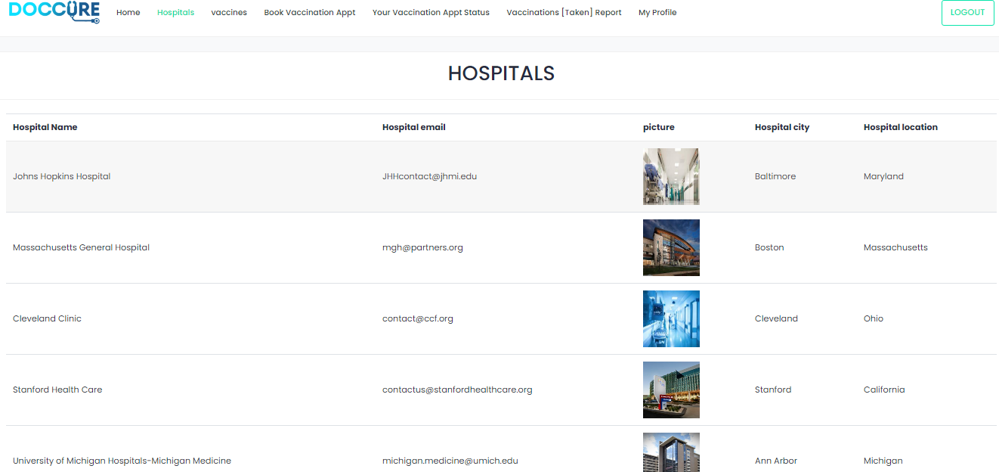 DOCCURE Home Hospitals vaccines Book Vaccination Appt Your Vaccination Appt Status Vaccinations [Taken] Report My Profile LOGOUT
HOSPITALS
Hospital Name Hospital email picture Hospital city Hospital location
Johns Hopkins Hospital JHHcontact@jhmi.edu Baltimore Maryland
Massachusetts General Hospital mgh@partners.org Boston Massachusetts
Cleveland Clinic contact@ccf.org Cleveland Ohio
Stanford Health Care contactus@stanfordhealthcare.org Stanford California
University of Michigan Hospitals-Michigan Medicine michigan.medicine@umich.edu Ann Arbor Michigan